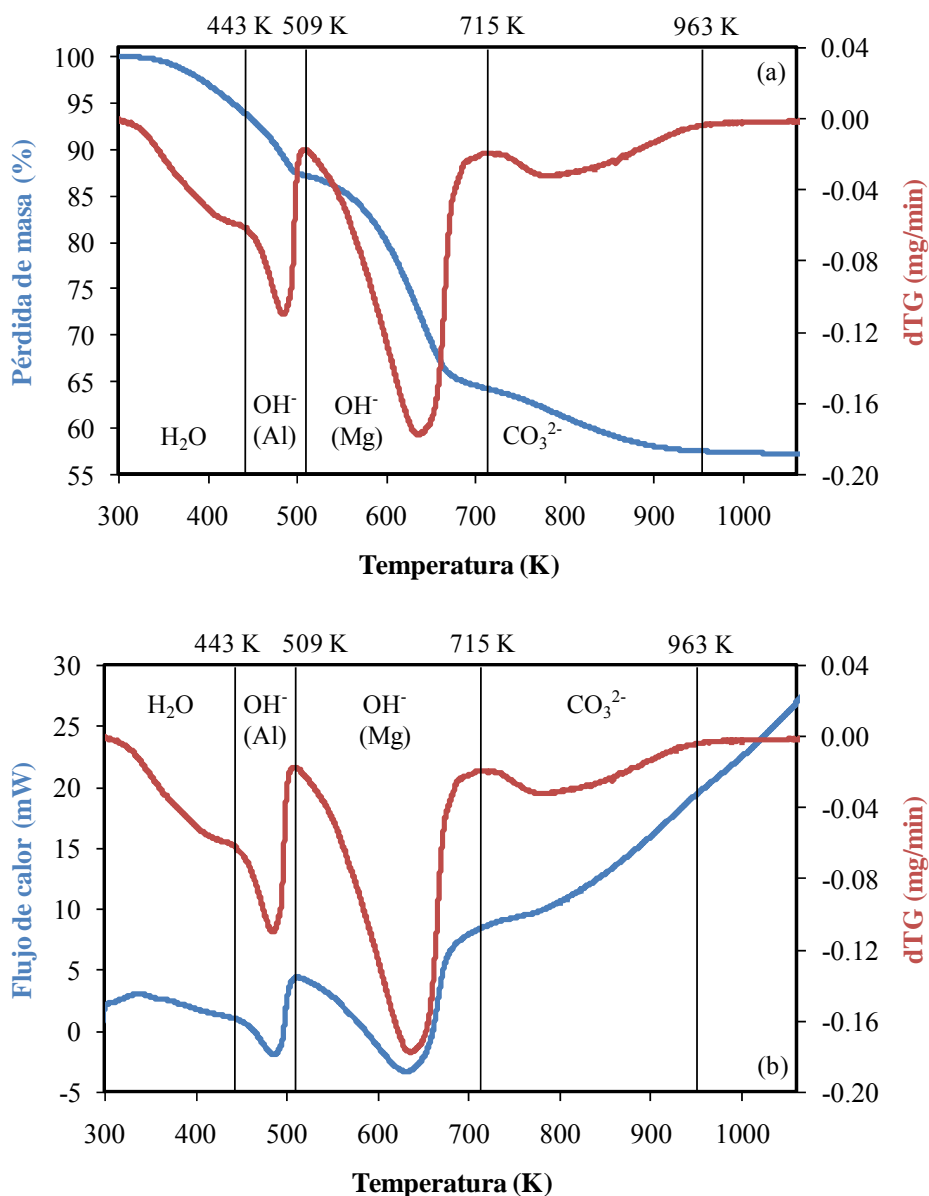 443 K 509 K 715 K 963 K
(a)
Pérdida de masa (%)
100
95
90
85
80
75
70
65
60
55
0.04
0.00
-0.04
-0.08
-0.12
-0.16
-0.20
dTG (mg/min)
H₂O
OH⁻
(Al)
OH⁻
(Mg)
CO₃²⁻
300 400 500 600 700 800 900 1000
Temperatura (K)
443 K 509 K 715 K 963 K
Flujo de calor (mW)
30
25
20
15
10
5
0
-5
H₂O
OH⁻
(Al)
OH⁻
(Mg)
CO₃²⁻
0.04
0.00
-0.04
-0.08
-0.12
-0.16
-0.20
dTG (mg/min)
(b)
300 400 500 600 700 800 900 1000
Temperatura (K)